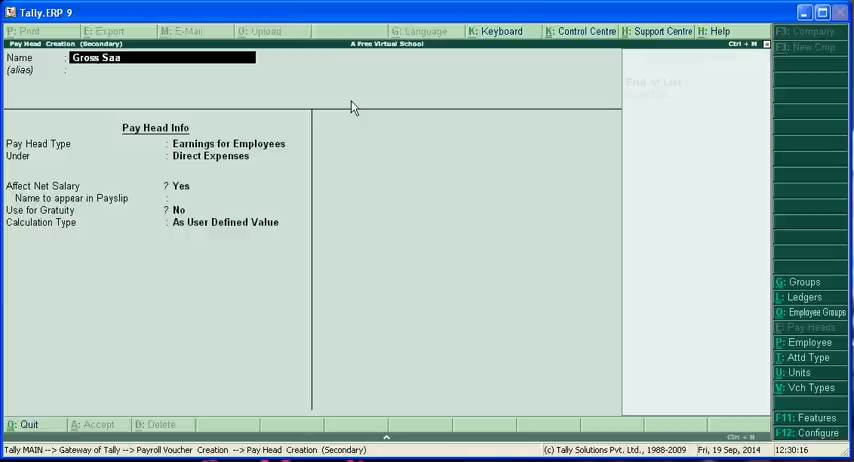 Tally.ERP 9
P: Print E: Export M: E-Mail O: Upload G: Language K: Keyboard K: Control Centre H: Support Centre H: Help
Pay Head Creation (Secondary) A Free Virtual School Ctrl + M
F3: Company
F3: New Cmp
Name : Gross Saa
(alias) :
End of List
Pay Head Info
Pay Head Type : Earnings for Employees
Under : Direct Expenses
Affect Net Salary ? Yes
Name to appear in Payslip :
Use for Gratuity ? No
Calculation Type : As User Defined Value
G: Groups
L: Ledgers
O: Employee Groups
E: Pay Heads
P: Employee
T: Attd Type
U: Units
V: Vch Types
F11: Features
F12: Configure
Q: Quit A: Accept D: Delete
Ctrl + N
Tally MAIN --> Gateway of Tally --> Payroll Voucher Creation --> Pay Head Creation (Secondary) (c) Tally Solutions Pvt. Ltd., 1988-2009 Fri, 19 Sep, 2014 12:30:16